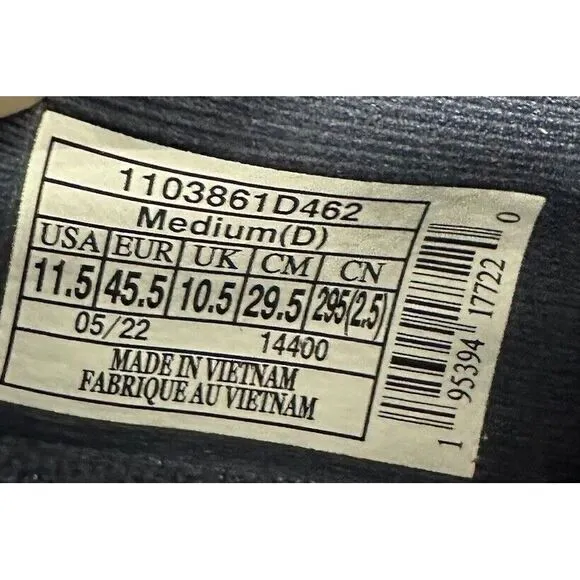 1103861D462
Medium(D)
USA EUR UK CM CN
11.5 45.5 10.5 29.5 295(2.5)
05/22 14400
MADE IN VIETNAM
FABRIQUE AU VIETNAM
1 95394 17722 0